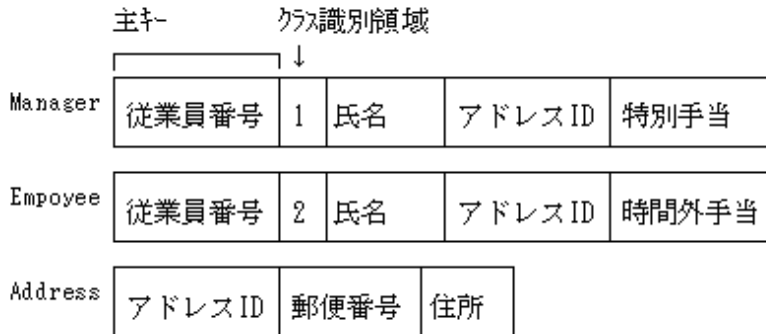 主ｷｰ ｸﾗｽ識別領域
↓
Manager 従業員番号 1 氏名 アドレスID 特別手当
Empoyee 従業員番号 2 氏名 アドレスID 時間外手当
Address アドレスID 郵便番号 住所